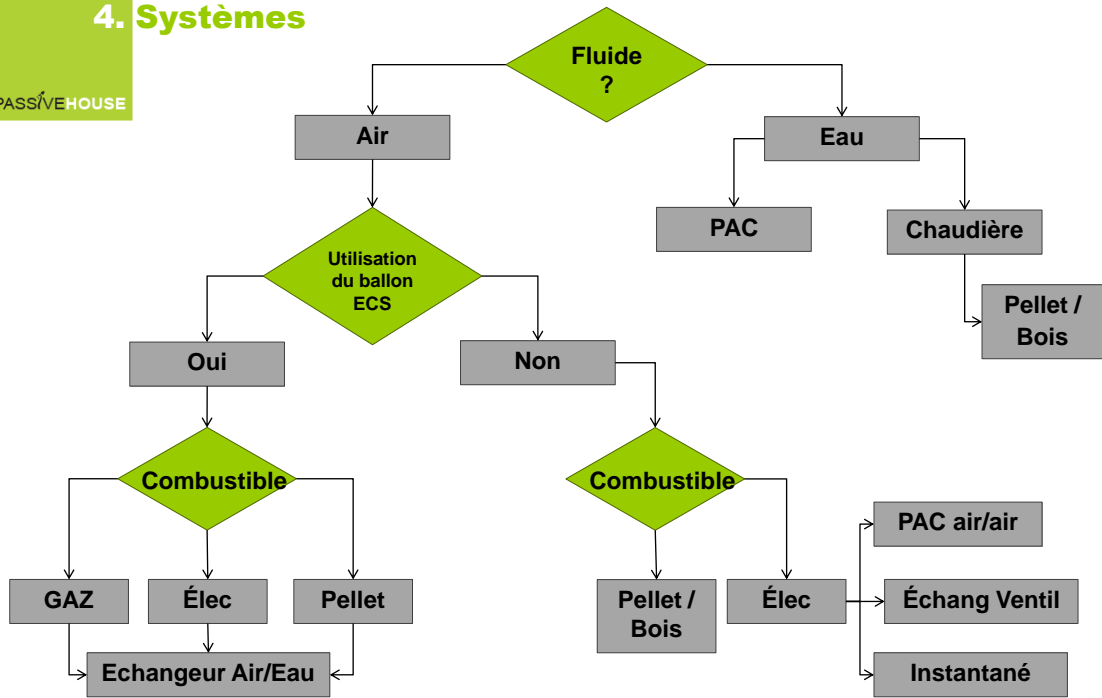 4. Systèmes
PASSIVEHOUSE
Fluide
?
Air
Eau
PAC
Chaudière
Pellet /
Bois
Utilisation
du ballon
ECS
Oui
Non
Combustible
Combustible
GAZ
Élec
Pellet
Echangeur Air/Eau
Pellet /
Bois
Élec
PAC air/air
Échang Ventil
Instantané